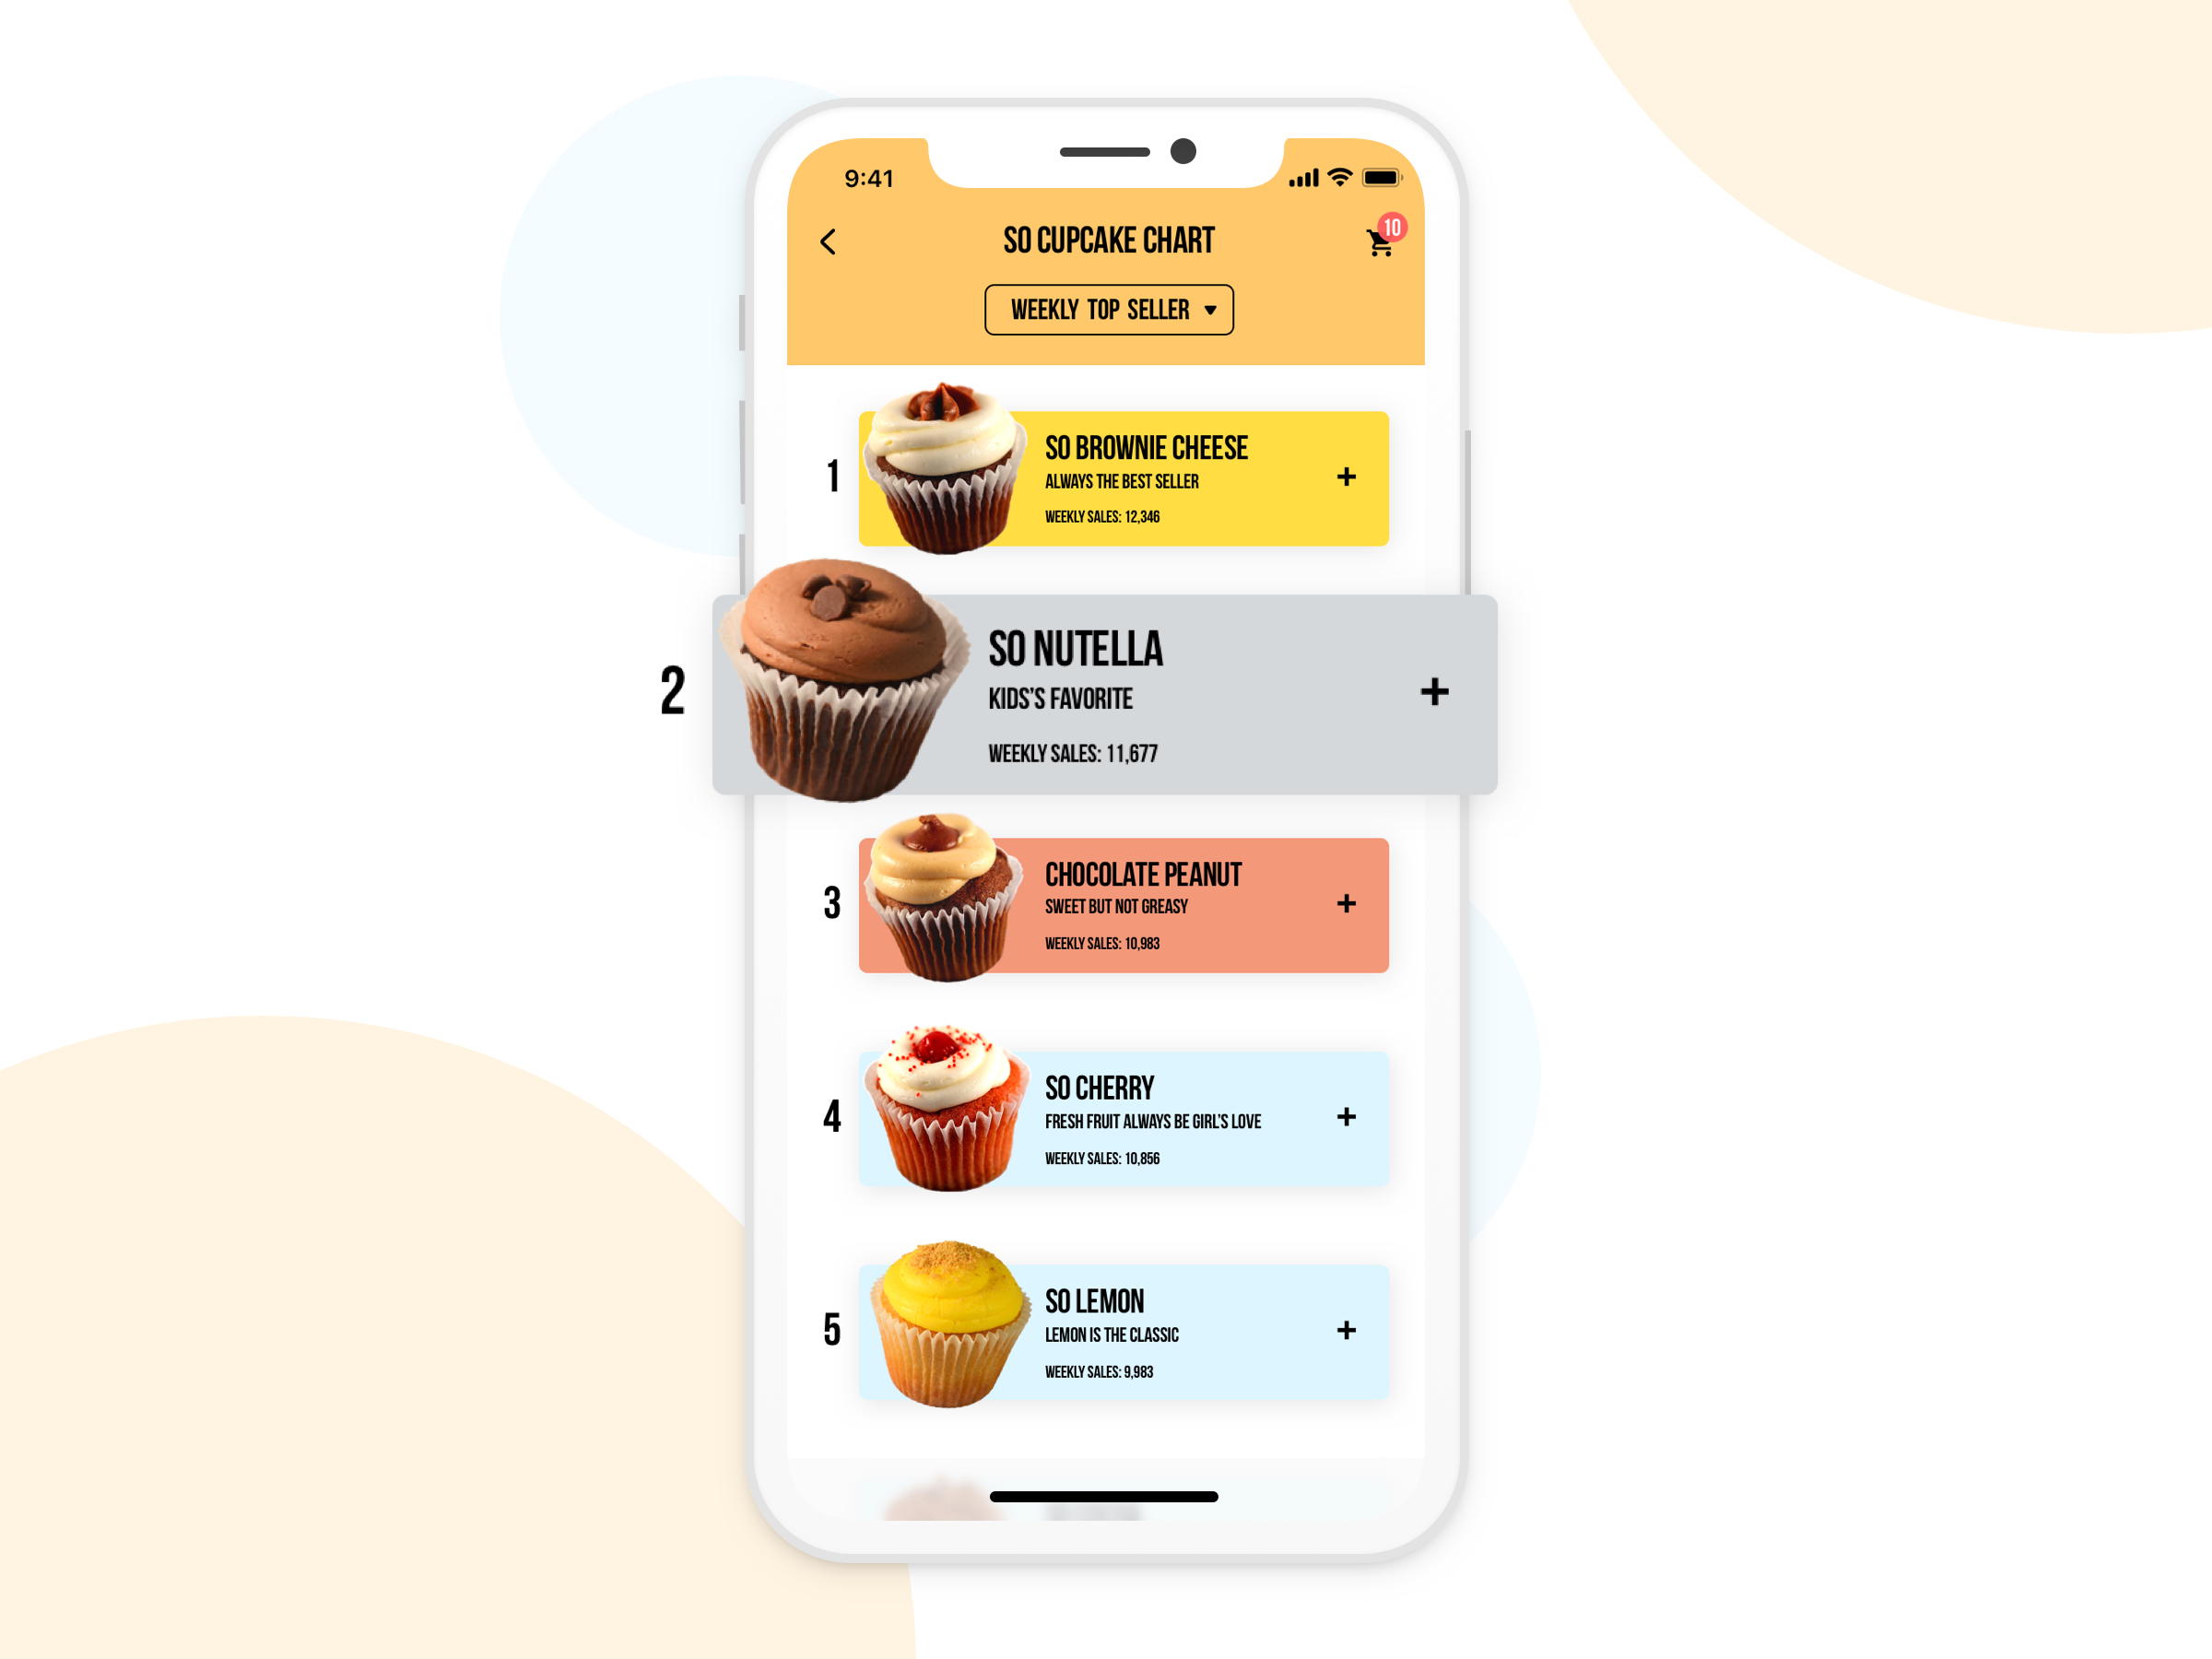 9:41
SO CUPCAKE CHART
10
WEEKLY TOP SELLER
1
SO BROWNIE CHEESE
ALWAYS THE BEST SELLER
WEEKLY SALES: 12,346
2
SO NUTELLA
KIDS'S FAVORITE
WEEKLY SALES: 11,677
3
CHOCOLATE PEANUT
SWEET BUT NOT GREASY
WEEKLY SALES: 10,983
4
SO CHERRY
FRESH FRUIT ALWAYS BE GIRL'S LOVE
WEEKLY SALES: 10,856
5
SO LEMON
LEMON IS THE CLASSIC
WEEKLY SALES: 9,983